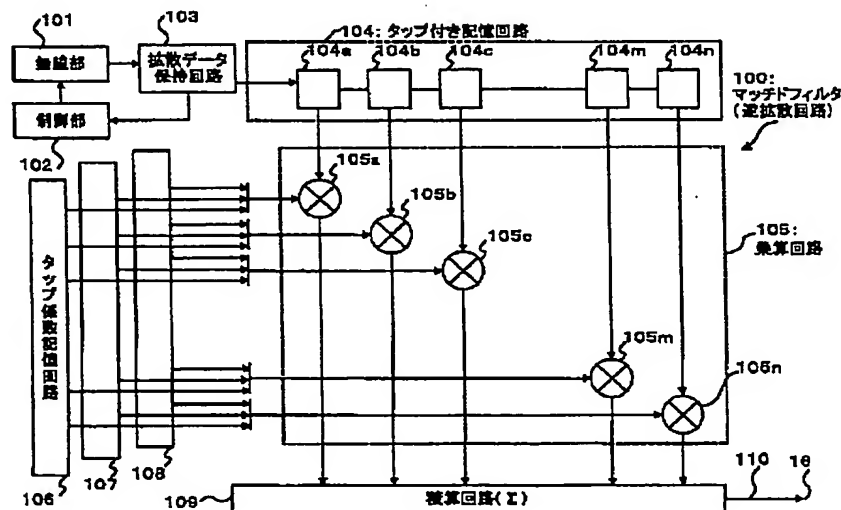 101
無線部
制御部
102
103
拡散データ
保持回路
104: タップ付き記憶回路
104a
104b
104c
104m
104n
100:
マッチドフィルタ
(逆拡散回路)
105a
105b
105c
105m
105n
105:
乗算回路
タップ係数記憶回路
106
107
108
109
積算回路(Σ)
110
16